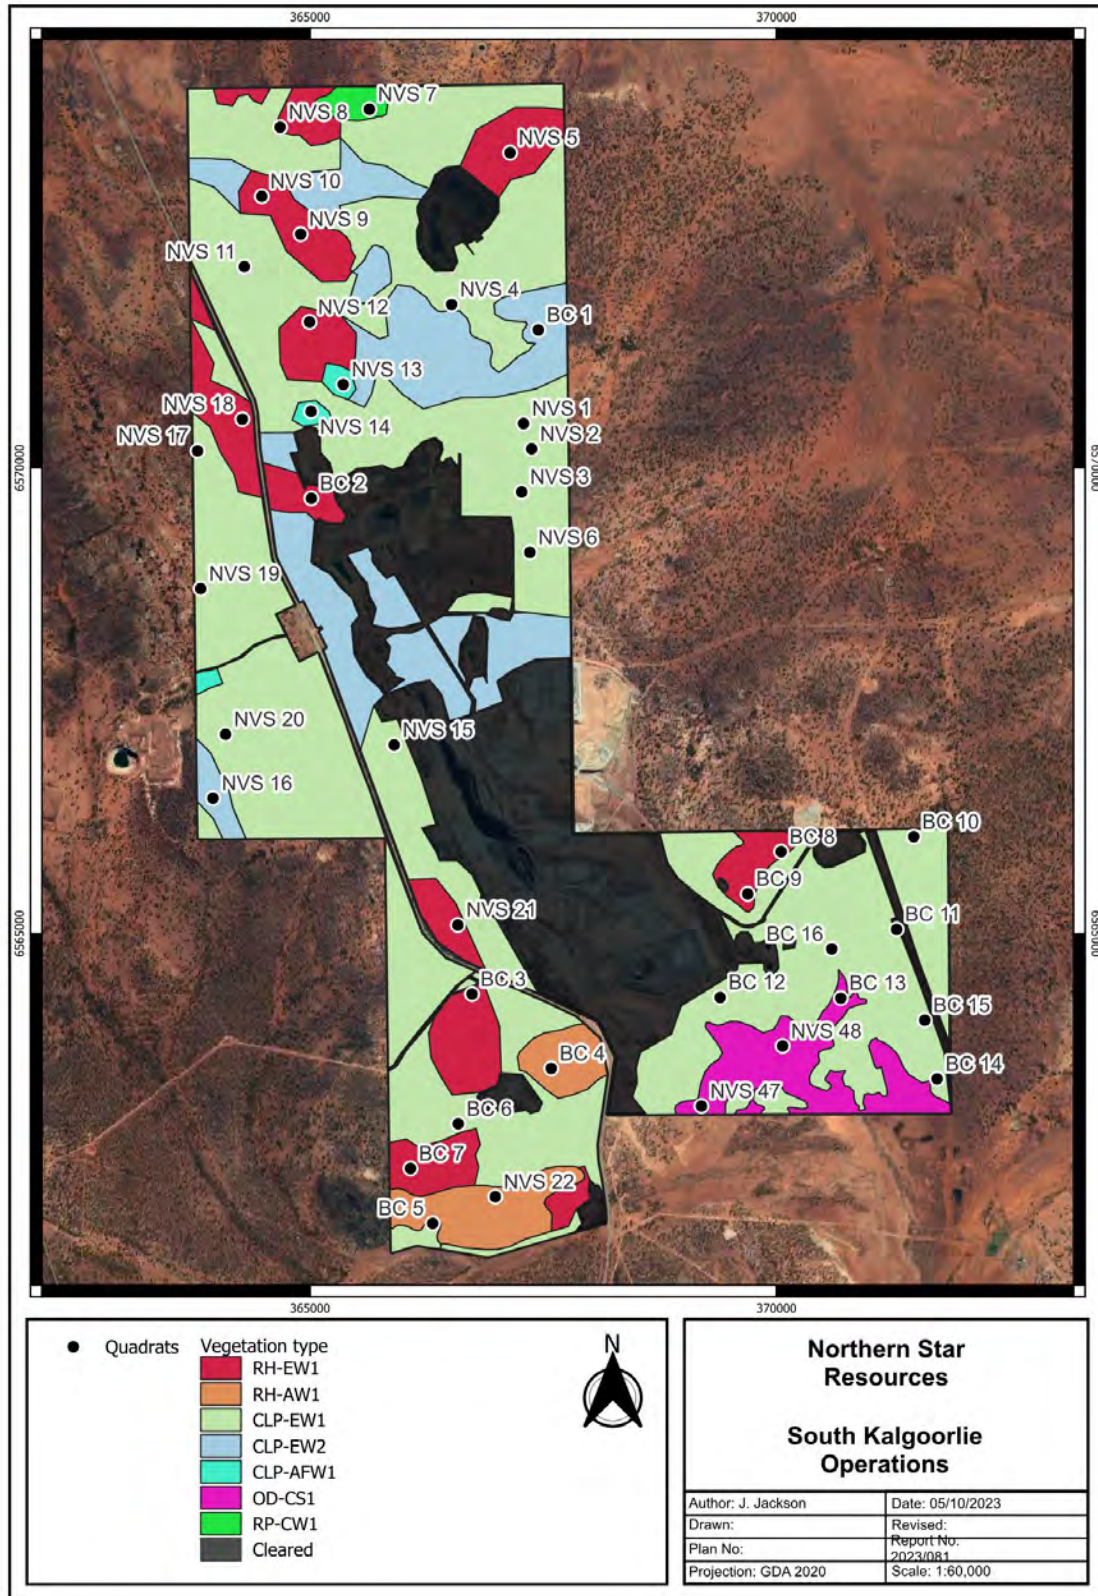 365000
370000
NVS 7
NVS 8
NVS 5
NVS 10
NVS 9
NVS 11
NVS 4
NVS 12
BC 1
NVS 13
NVS 1
NVS 18
NVS 14
NVS 2
NVS 17
6570000
6570000
BC 2
NVS 3
NVS 6
NVS 19
NVS 20
NVS 15
NVS 16
BC 10
BC 8
BC 9
NVS 21
BC 11
BC 16
6565000
6565000
BC 3
BC 12
BC 13
BC 15
NVS 48
BC 4
BC 14
NVS 47
BC 6
BC 7
NVS 22
BC 5
365000
370000
Quadrats
Vegetation type
RH-EW1
RH-AW1
CLP-EW1
CLP-EW2
CLP-AFW1
OD-CS1
RP-CW1
Cleared
N
Northern Star
Resources
South Kalgoorlie
Operations
Author: J. Jackson
Date: 05/10/2023
Drawn:
Revised:
Plan No:
Report No:
2023/081
Projection: GDA 2020
Scale: 1:60,000